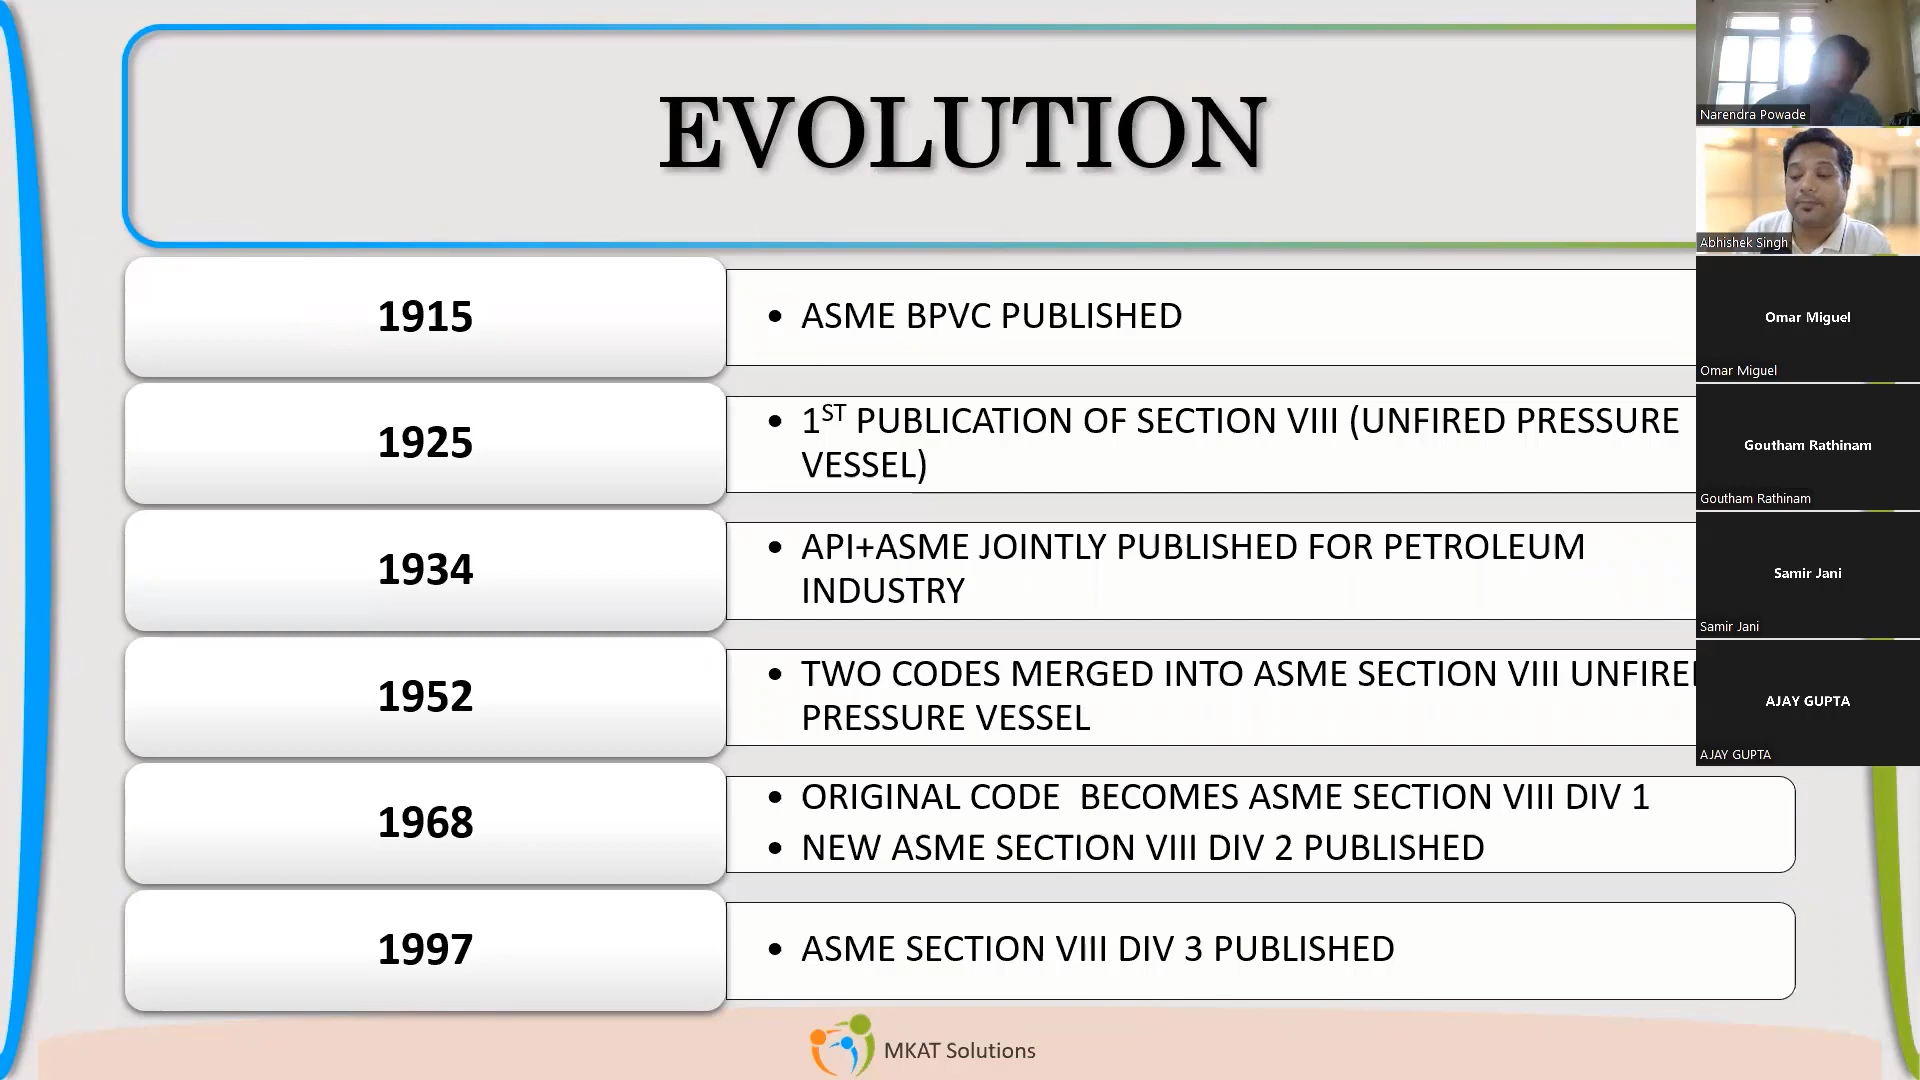 EVOLUTION
1915
• ASME BPVC PUBLISHED
1925
• 1ST PUBLICATION OF SECTION VIII (UNFIRED PRESSURE
VESSEL)
1934
• API+ASME JOINTLY PUBLISHED FOR PETROLEUM
INDUSTRY
1952
• TWO CODES MERGED INTO ASME SECTION VIII UNFIRED
PRESSURE VESSEL
1968
• ORIGINAL CODE  BECOMES ASME SECTION VIII DIV 1
• NEW ASME SECTION VIII DIV 2 PUBLISHED
1997
• ASME SECTION VIII DIV 3 PUBLISHED
MKAT Solutions
Narendra Powade
Abhishek Singh
Omar Miguel
Omar Miguel
Goutham Rathinam
Goutham Rathinam
Samir Jani
Samir Jani
AJAY GUPTA
AJAY GUPTA